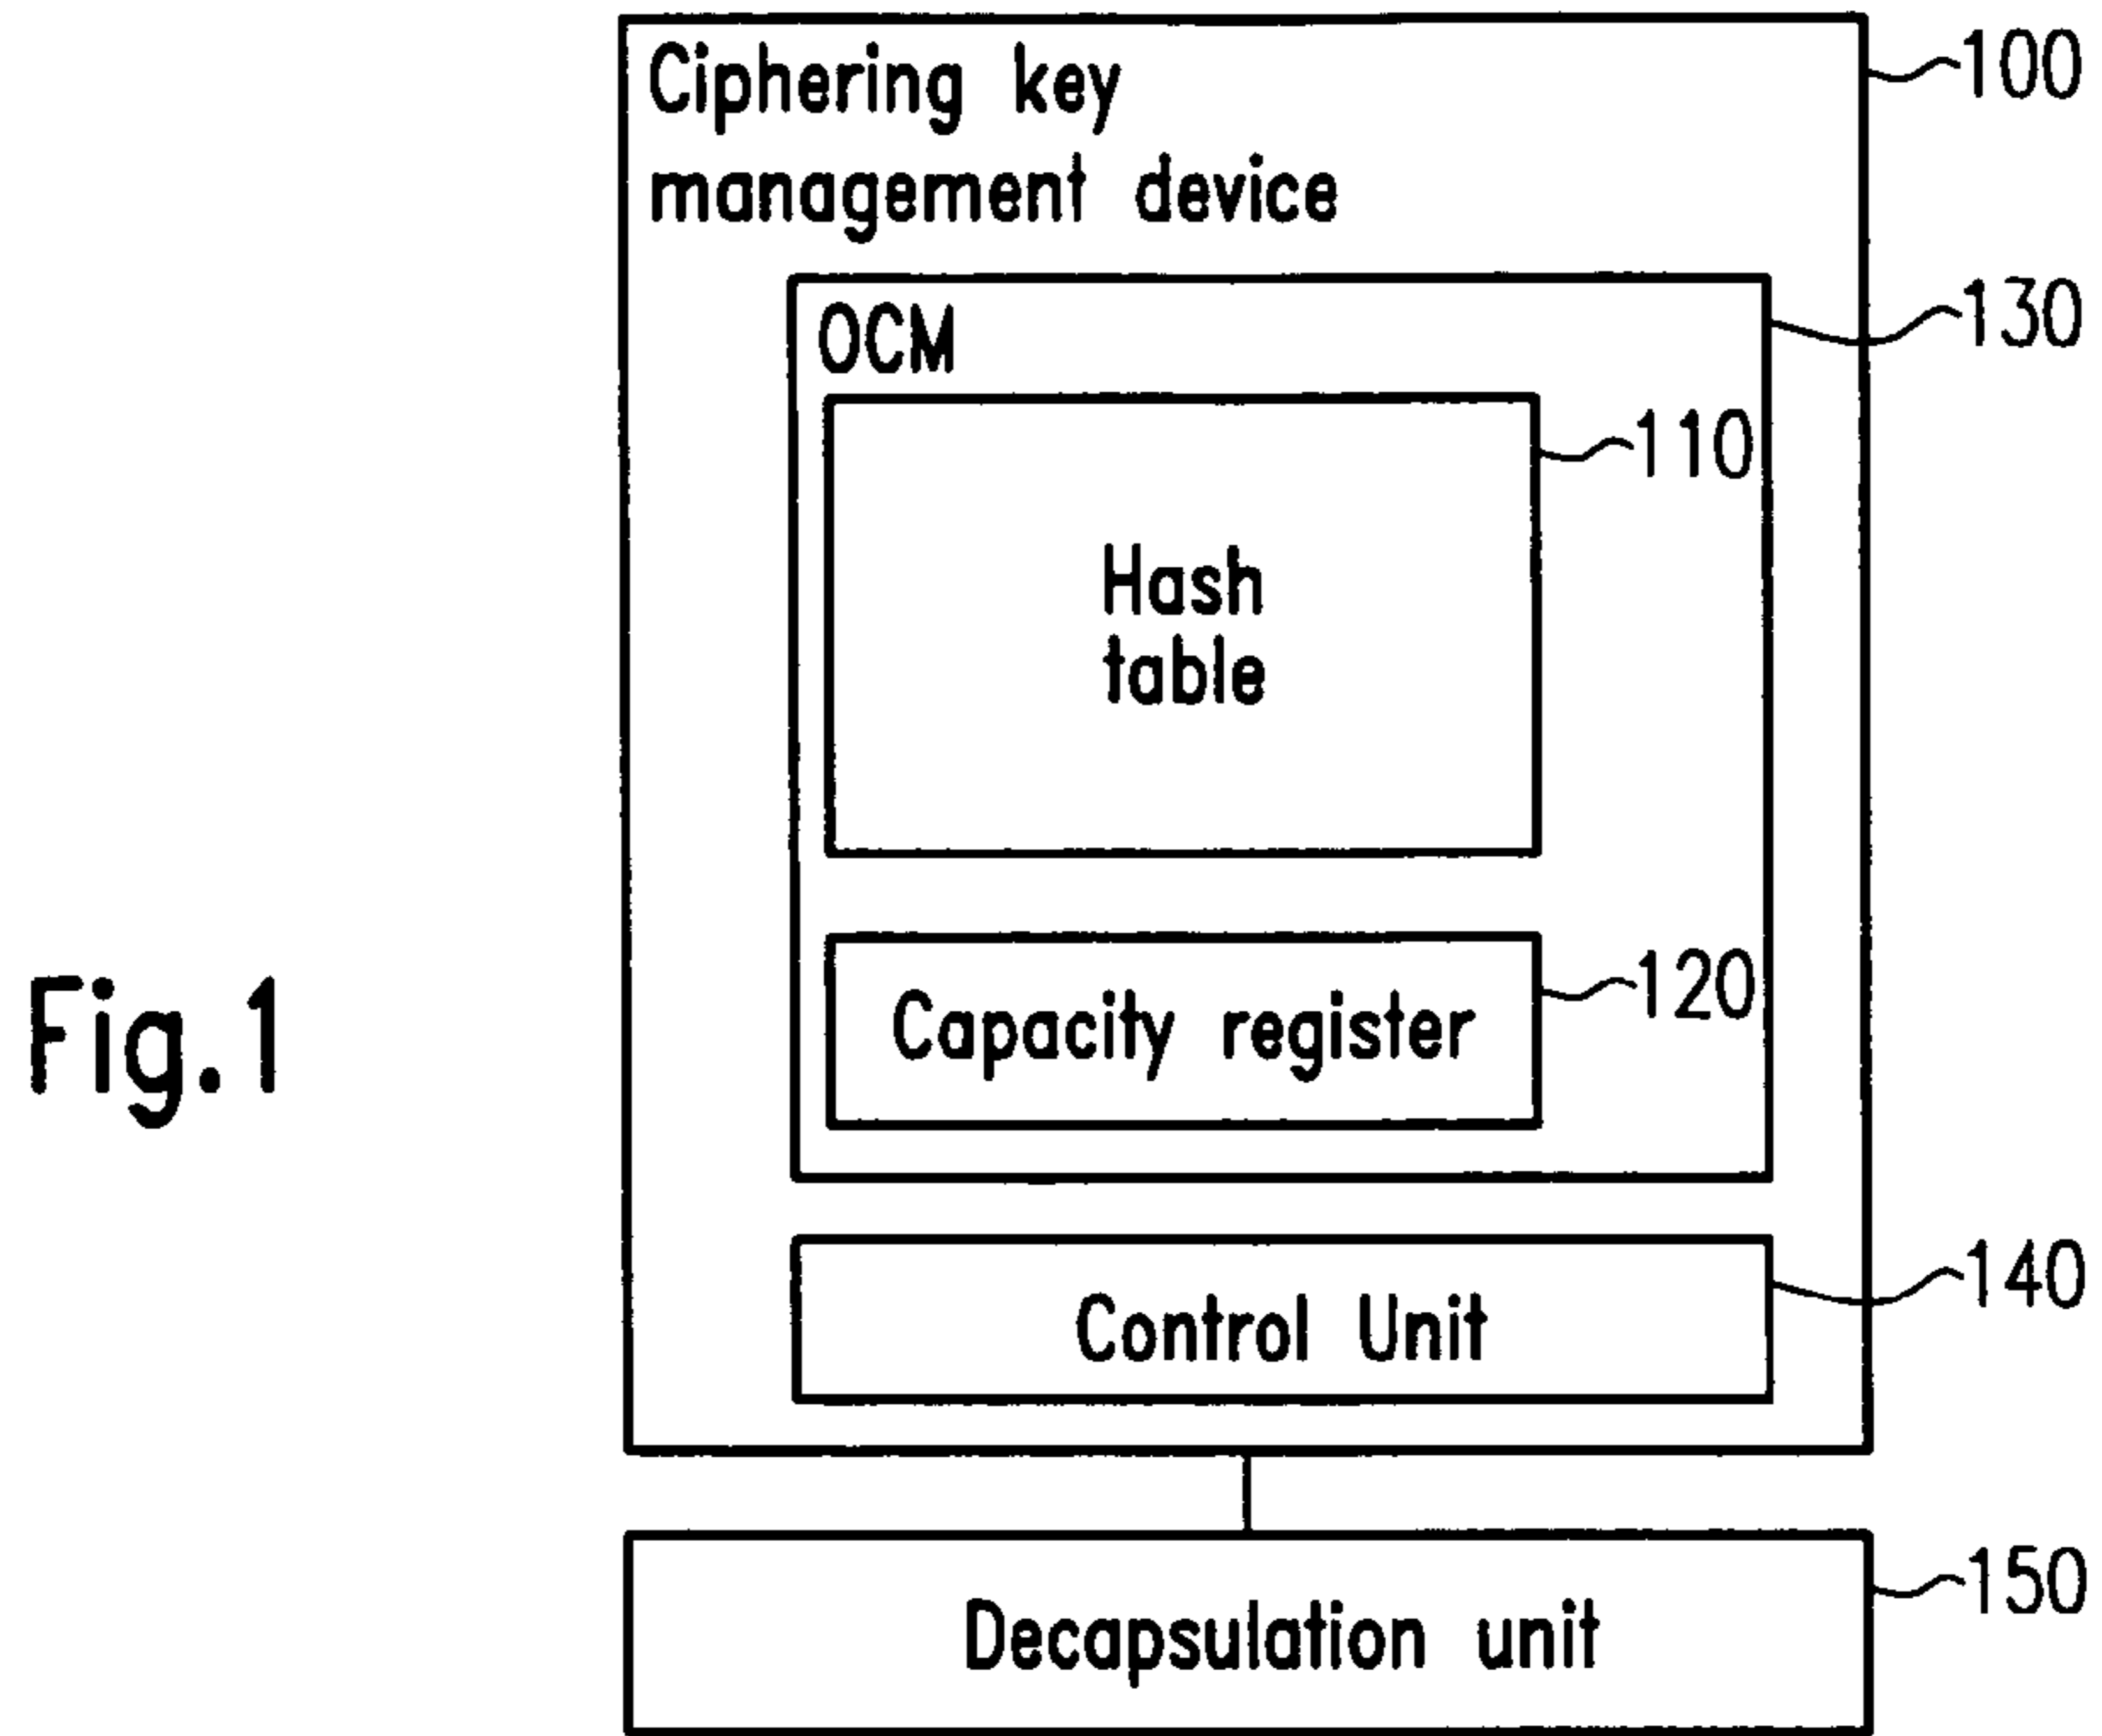 Ciphering key
management device
100
OCM
130
Hash
table
110
Capacity register
120
Control Unit
140
Decapsulation unit
150
Fig.1